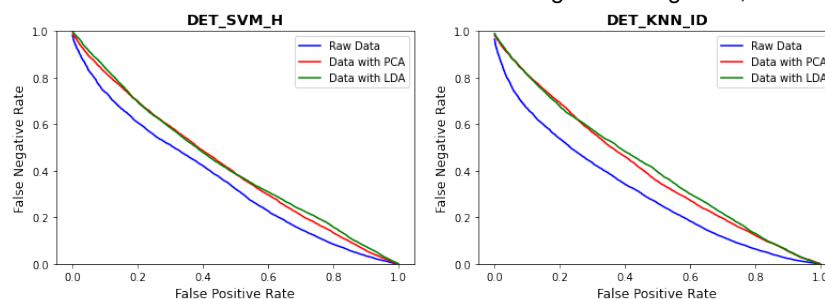 DET_SVM_H
1.0
0.8
0.6
0.4
0.2
0.0
False Negative Rate
0.0 0.2 0.4 0.6 0.8 1.0
False Positive Rate
Raw Data
Data with PCA
Data with LDA
DET_KNN_ID
1.0
0.8
0.6
0.4
0.2
0.0
False Negative Rate
0.0 0.2 0.4 0.6 0.8 1.0
False Positive Rate
Raw Data
Data with PCA
Data with LDA